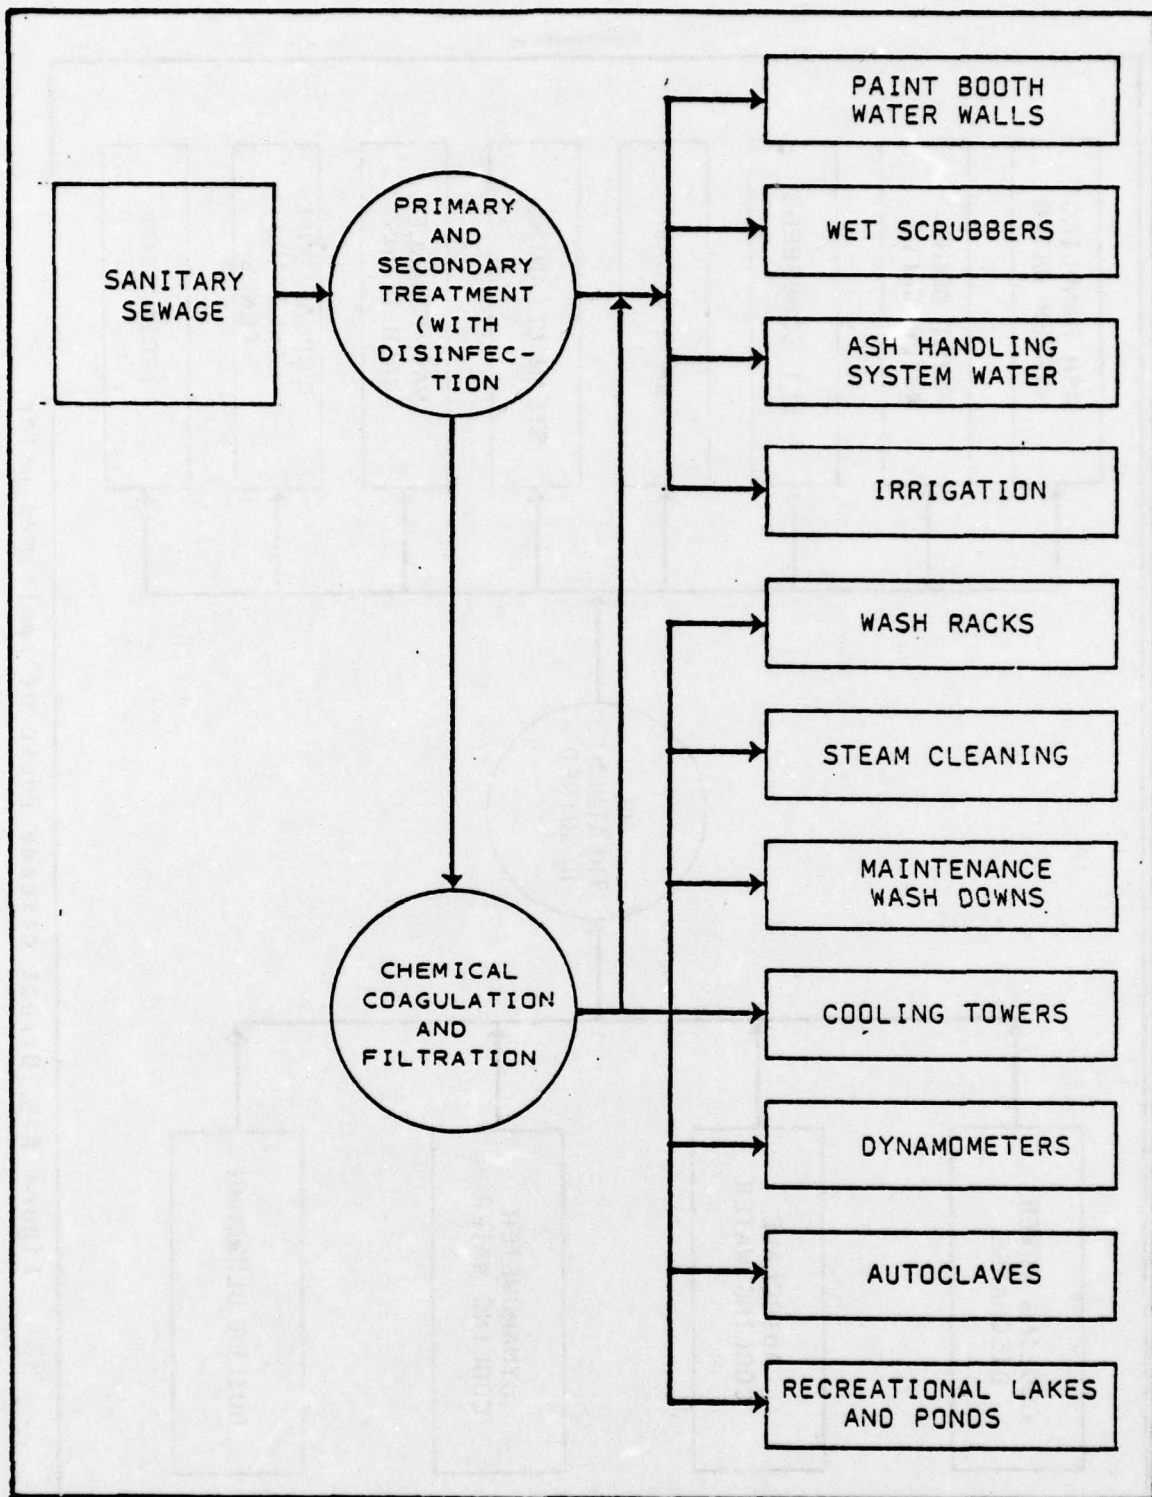 SANITARY
SEWAGE
PRIMARY
AND
SECONDARY
TREATMENT
(WITH
DISINFEC-
TION
CHEMICAL
COAGULATION
AND
FILTRATION
PAINT BOOTH
WATER WALLS
WET SCRUBBERS
ASH HANDLING
SYSTEM WATER
IRRIGATION
WASH RACKS
STEAM CLEANING
MAINTENANCE
WASH DOWNS
COOLING TOWERS
DYNAMOMETERS
AUTOCLAVES
RECREATIONAL LAKES
AND PONDS